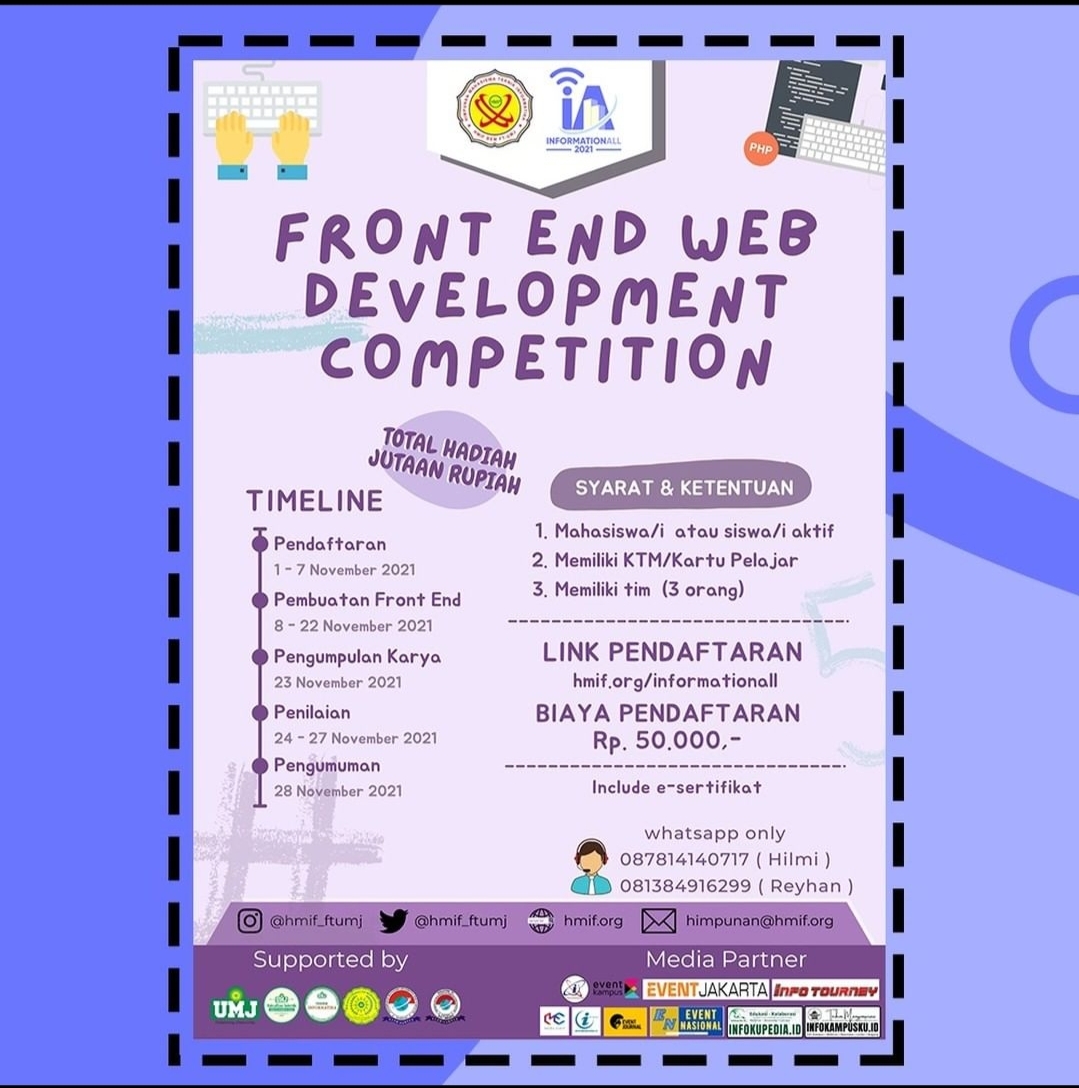 INFORMATIONALL
2021
PHP
FRONT END WEB
DEVELOPMENT
COMPETITION
TOTAL HADIAH
JUTAAN RUPIAH
TIMELINE
Pendaftaran
1 - 7 November 2021
Pembuatan Front End
8 - 22 November 2021
Pengumpulan Karya
23 November 2021
Penilaian
24 - 27 November 2021
Pengumuman
28 November 2021
SYARAT & KETENTUAN
1. Mahasiswa/i atau siswa/i aktif
2. Memiliki KTM/Kartu Pelajar
3. Memiliki tim (3 orang)
LINK PENDAFTARAN
hmif.org/informationall
BIAYA PENDAFTARAN
Rp. 50.000,-
Include e-sertifikat
whatsapp only
087814140717 ( Hilmi )
081384916299 ( Reyhan )
@hmif_ftumj @hmif_ftumj hmif.org himpunan@hmif.org
Supported by
UMJ
Media Partner
event kampus EVENTJAKARTA INFO TOURNEY
EVENT JOURNAL EN EVENT NASIONAL INFOKUPEDIA.ID INFOKAMPUSKU.ID